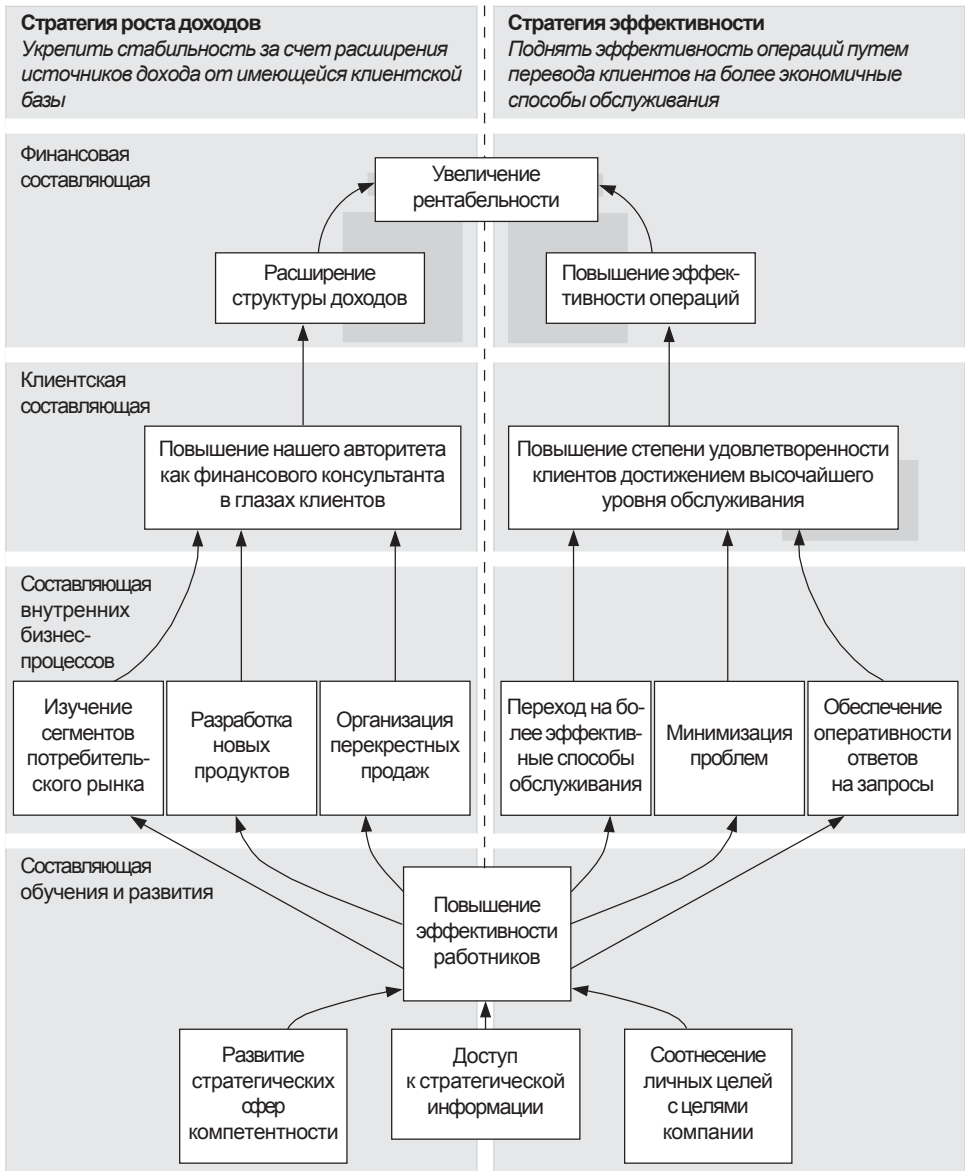 Стратегия роста доходов
Укрепить стабильность за счет расширения
источников дохода от имеющейся клиентской
базы
Стратегия эффективности
Поднять эффективность операций путем
перевода клиентов на более экономичные
способы обслуживания
Финансовая
составляющая
Увеличение
рентабельности
Расширение
структуры доходов
Повышение эффек-
тивности операций
Клиентская
составляющая
Повышение нашего авторитета
как финансового консультанта
в глазах клиентов
Повышение степени удовлетворенности
клиентов достижением высочайшего
уровня обслуживания
Составляющая
внутренних
бизнес-
процессов
Изучение
сегментов
потребитель-
ского рынка
Разработка
новых
продуктов
Организация
перекрестных
продаж
Переход на бо-
лее эффектив-
ные способы
обслуживания
Минимизация
проблем
Обеспечение
оперативности
ответов
на запросы
Составляющая
обучения и развития
Повышение
эффективности
работников
Развитие
стратегических
сфер
компетентности
Доступ
к стратегической
информации
Соотнесение
личных целей
с целями
компании